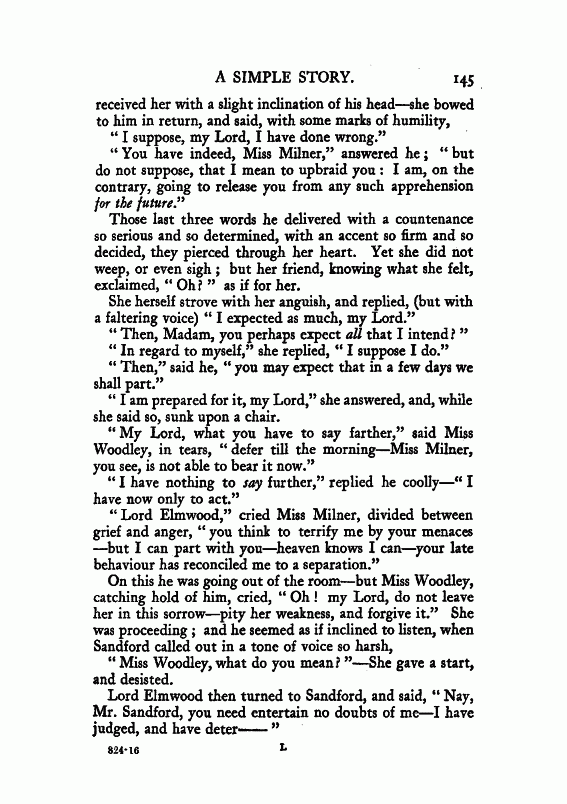 A SIMPLE STORY. 145
received her with a slight inclination of his head—she bowed
to him in return, and said, with some marks of humility,
“ I suppose, my Lord, I have done wrong.”
“ You have indeed, Miss Milner,” answered he ; “ but
do not suppose, that I mean to upbraid you : I am, on the
contrary, going to release you from any such apprehension
for the future.”
Those last three words he delivered with a countenance
so serious and so determined, with an accent so firm and so
decided, they pierced through her heart. Yet she did not
weep, or even sigh ; but her friend, knowing what she felt,
exclaimed, “ Oh ? ” as if for her.
She herself strove with her anguish, and replied, (but with
a faltering voice) “ I expected as much, my Lord.”
“ Then, Madam, you perhaps expect all that I intend ? ”
“ In regard to myself,” she replied, “ I suppose I do.”
“ Then,” said he, “ you may expect that in a few days we
shall part.”
“ I am prepared for it, my Lord,” she answered, and, while
she said so, sunk upon a chair.
“ My Lord, what you have to say farther,” said Miss
Woodley, in tears, “ defer till the morning—Miss Milner,
you see, is not able to bear it now.”
“ I have nothing to say further,” replied he coolly—“ I
have now only to act.”
“ Lord Elmwood,” cried Miss Milner, divided between
grief and anger, “ you think to terrify me by your menaces
—but I can part with you—heaven knows I can—your late
behaviour has reconciled me to a separation.”
On this he was going out of the room—but Miss Woodley,
catching hold of him, cried, “ Oh ! my Lord, do not leave
her in this sorrow—pity her weakness, and forgive it.” She
was proceeding ; and he seemed as if inclined to listen, when
Sandford called out in a tone of voice so harsh,
“ Miss Woodley, what do you mean ? ”—She gave a start,
and desisted.
Lord Elmwood then turned to Sandford, and said, “ Nay,
Mr. Sandford, you need entertain no doubts of me—I have
judged, and have deter—— ”
824-16 L